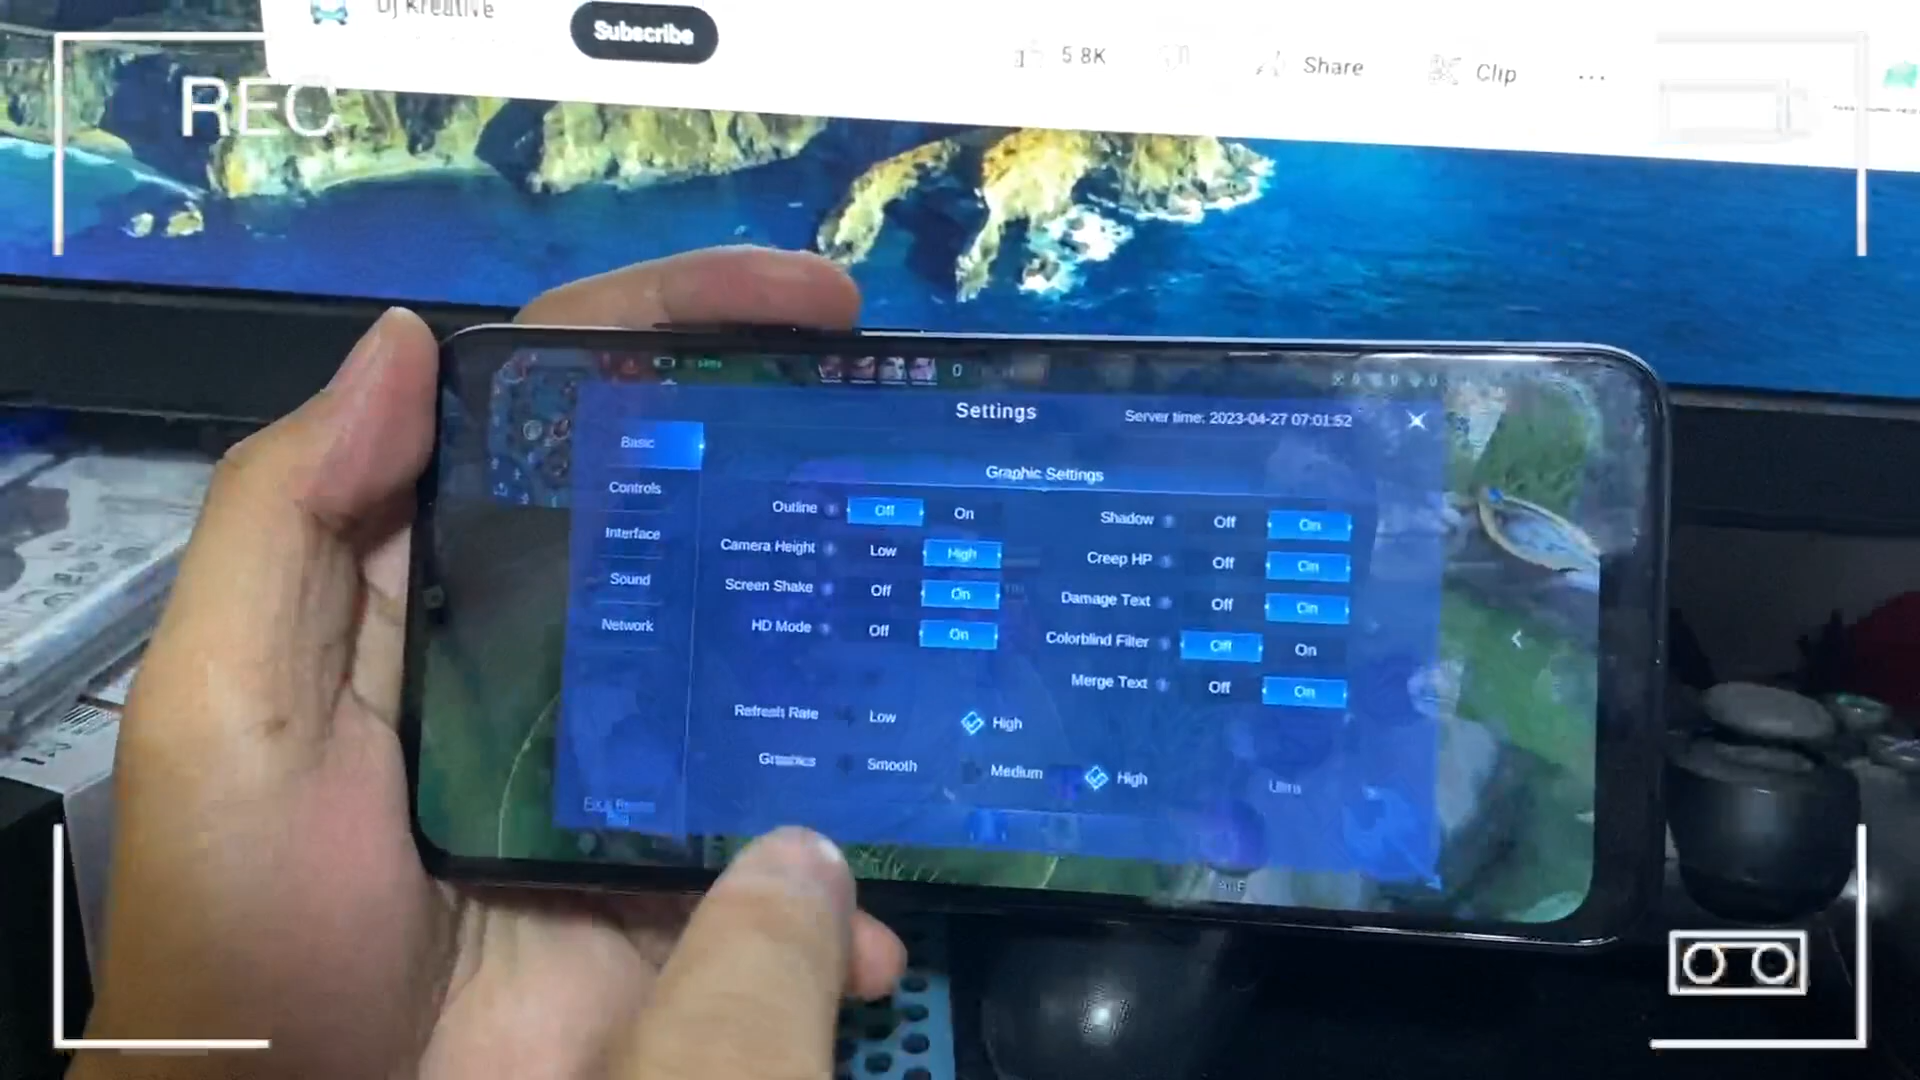 Dj Kreative
Subscribe
5.8K
Share
Clip
...
REC
Settings
Server time: 2023-04-27 07:01:52
Basic
Controls
Interface
Sound
Network
Graphic Settings
Outline Off On
Camera Height Low High
Screen Shake Off On
HD Mode Off On
Shadow Off On
Creep HP Off On
Damage Text Off On
Colorblind Filter Off On
Merge Text Off On
Refresh Rate Low High
Graphics Smooth Medium High Ultra